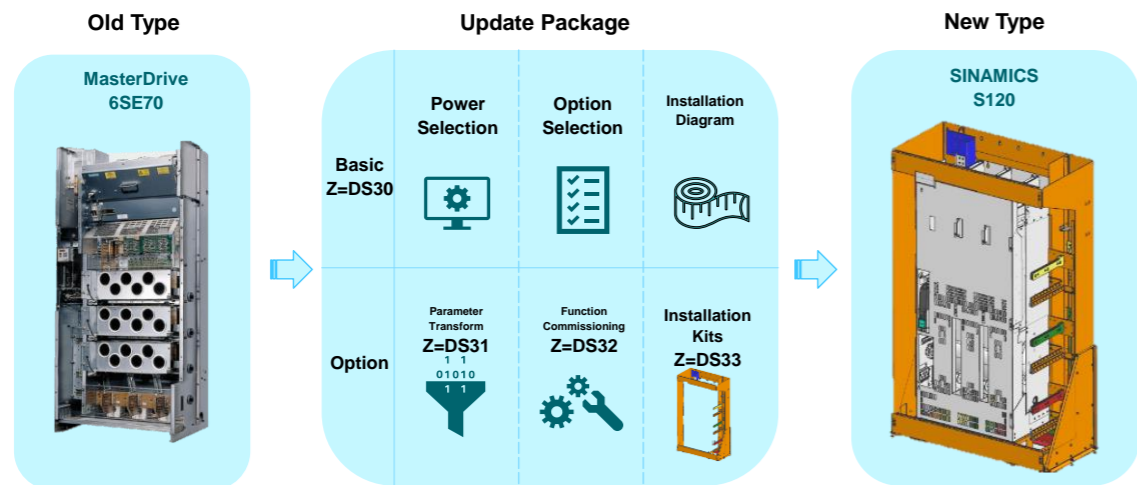 Old Type
Update Package
New Type
MasterDrive
6SE70
Power
Selection
Option
Selection
Installation
Diagram
Basic
Z=DS30
Parameter
Transform
Z=DS31
1 1
01010
1 1
Function
Commissioning
Z=DS32
Installation
Kits
Z=DS33
Option
SINAMICS
S120